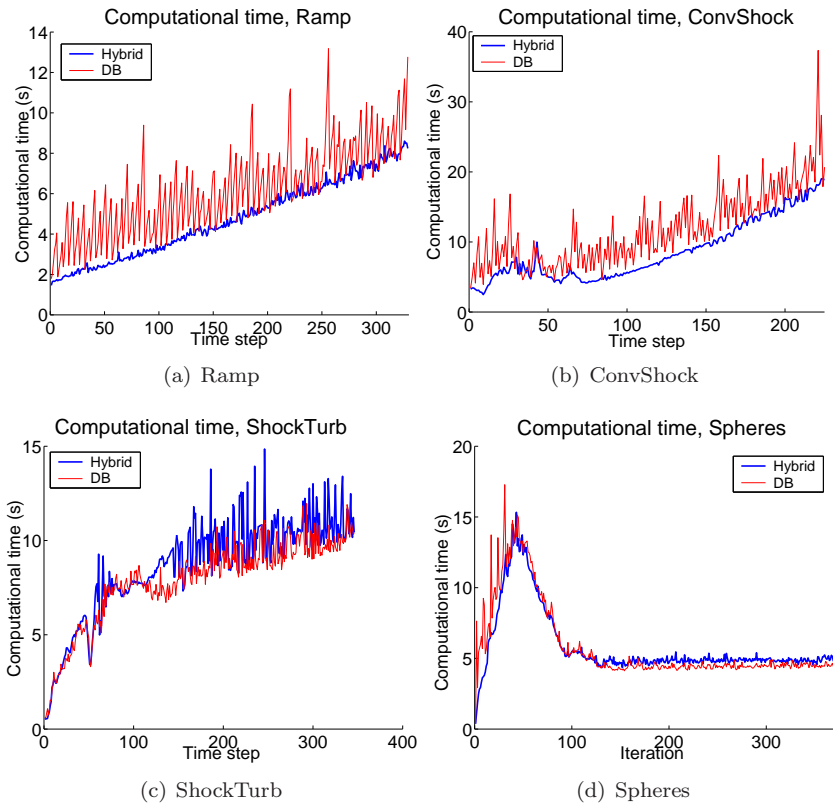 Computational time, Ramp
14
12
10
8
6
4
2
0
Computational time (s)
Hybrid
DB
0
50
100
150
200
250
300
Time step
(a) Ramp
Computational time, ConvShock
40
30
20
10
0
Computational time (s)
Hybrid
DB
0
50
100
150
200
Time step
(b) ConvShock
Computational time, ShockTurb
15
10
5
0
Computational time (s)
Hybrid
DB
0
100
200
300
400
Time step
(c) ShockTurb
Computational time, Spheres
20
15
10
5
0
Computational time (s)
Hybrid
DB
0
100
200
300
Iteration
(d) Spheres